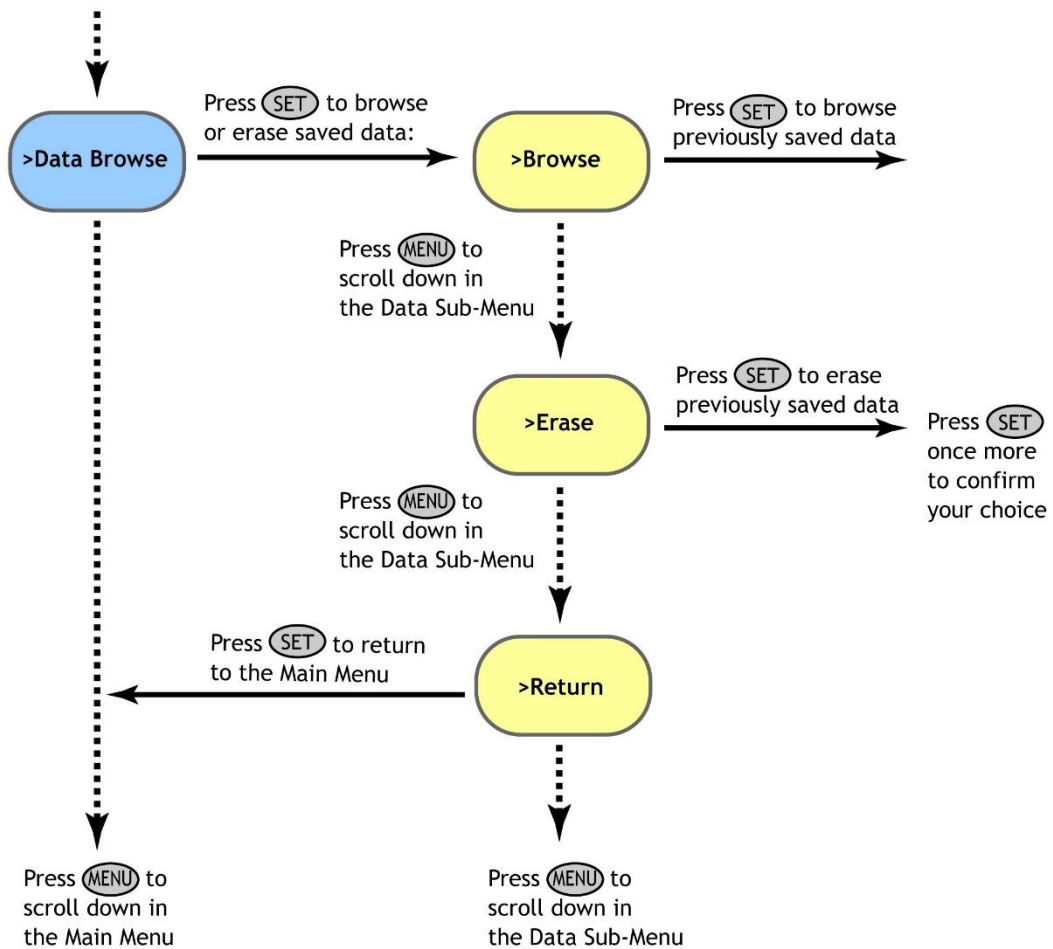 Press SET to browse
or erase saved data:
Press SET to browse
previously saved data
>Data Browse
>Browse
Press MENU to
scroll down in
the Data Sub-Menu
Press SET to erase
previously saved data
>Erase
Press SET
once more
to confirm
your choice
Press MENU to
scroll down in
the Data Sub-Menu
Press SET to return
to the Main Menu
>Return
Press MENU to
scroll down in
the Main Menu
Press MENU to
scroll down in
the Data Sub-Menu